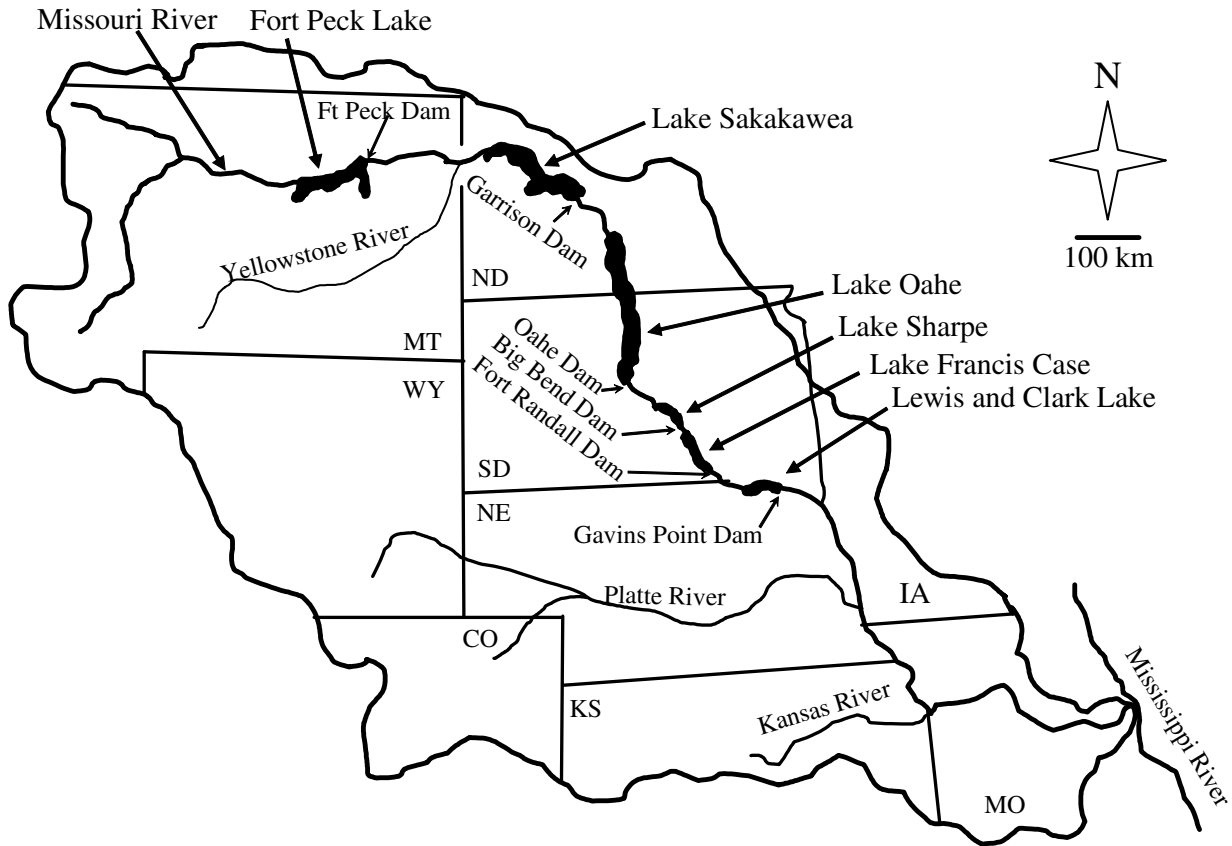 Missouri River
Fort Peck Lake
Ft Peck Dam
Lake Sakakawea
N
100 km
Garrison Dam
Yellowstone River
ND
Lake Oahe
Lake Sharpe
Lake Francis Case
Lewis and Clark Lake
MT
WY
Oahe Dam
Big Bend Dam
Fort Randall Dam
SD
NE
Gavins Point Dam
Platte River
IA
CO
KS
Kansas River
Mississippi River
MO